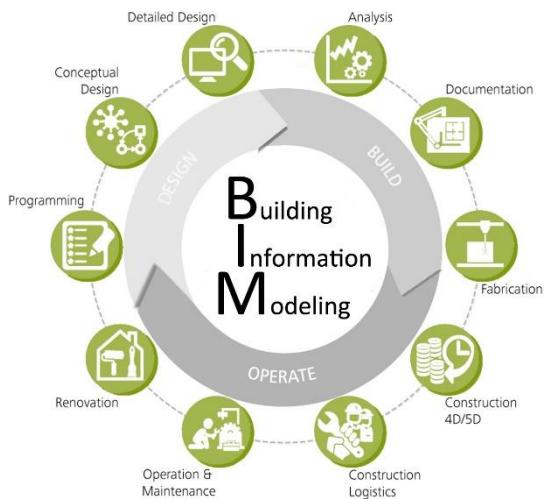 Detailed Design
Analysis
Conceptual
Design
Documentation
Programming
DESIGN
BUILD
Building
Information
Modeling
Fabrication
OPERATE
Renovation
Construction
4D/5D
Operation &
Maintenance
Construction
Logistics